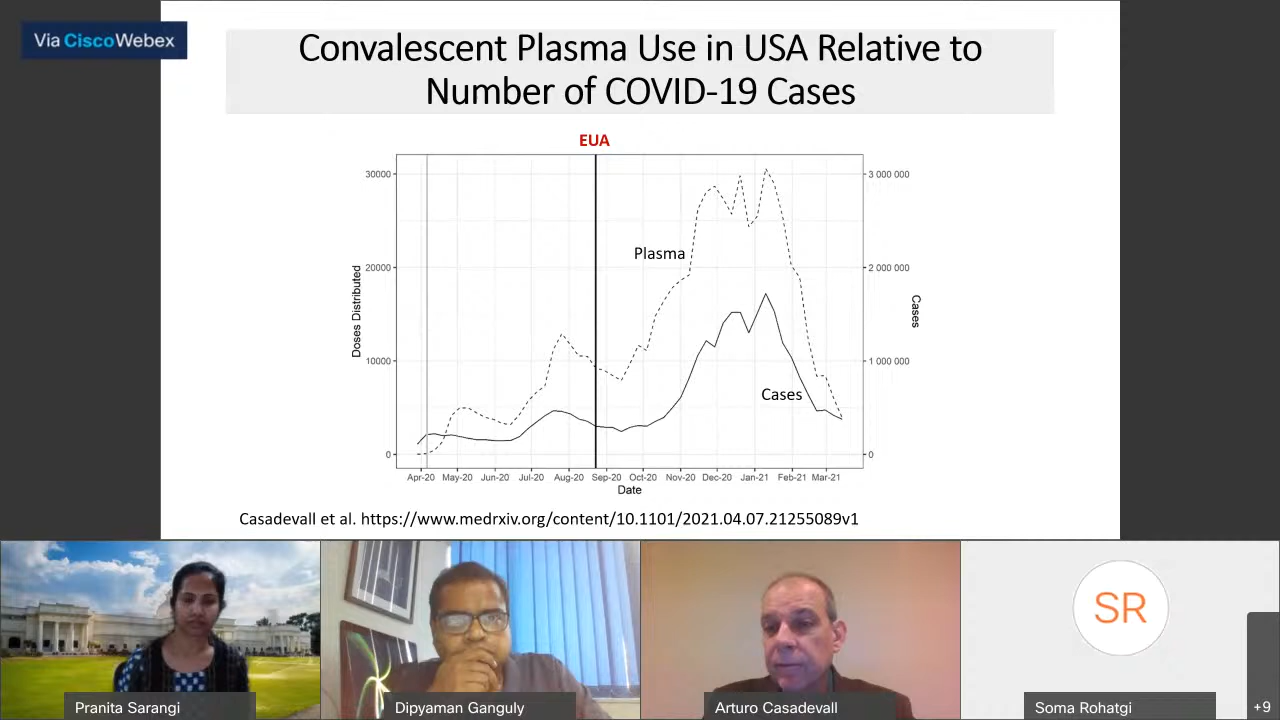 Via Cisco Webex
Convalescent Plasma Use in USA Relative to
Number of COVID-19 Cases
EUA
30000
20000
10000
0
Doses Distributed
Plasma
Cases
3 000 000
2 000 000
1 000 000
0
Cases
Apr-20 May-20 Jun-20 Jul-20 Aug-20 Sep-20 Oct-20 Nov-20 Dec-20 Jan-21 Feb-21 Mar-21
Date
Casadevall et al. https://www.medrxiv.org/content/10.1101/2021.04.07.21255089v1
SR
Pranita Sarangi
Dipyaman Ganguly
Arturo Casadevall
Soma Rohatgi
+9